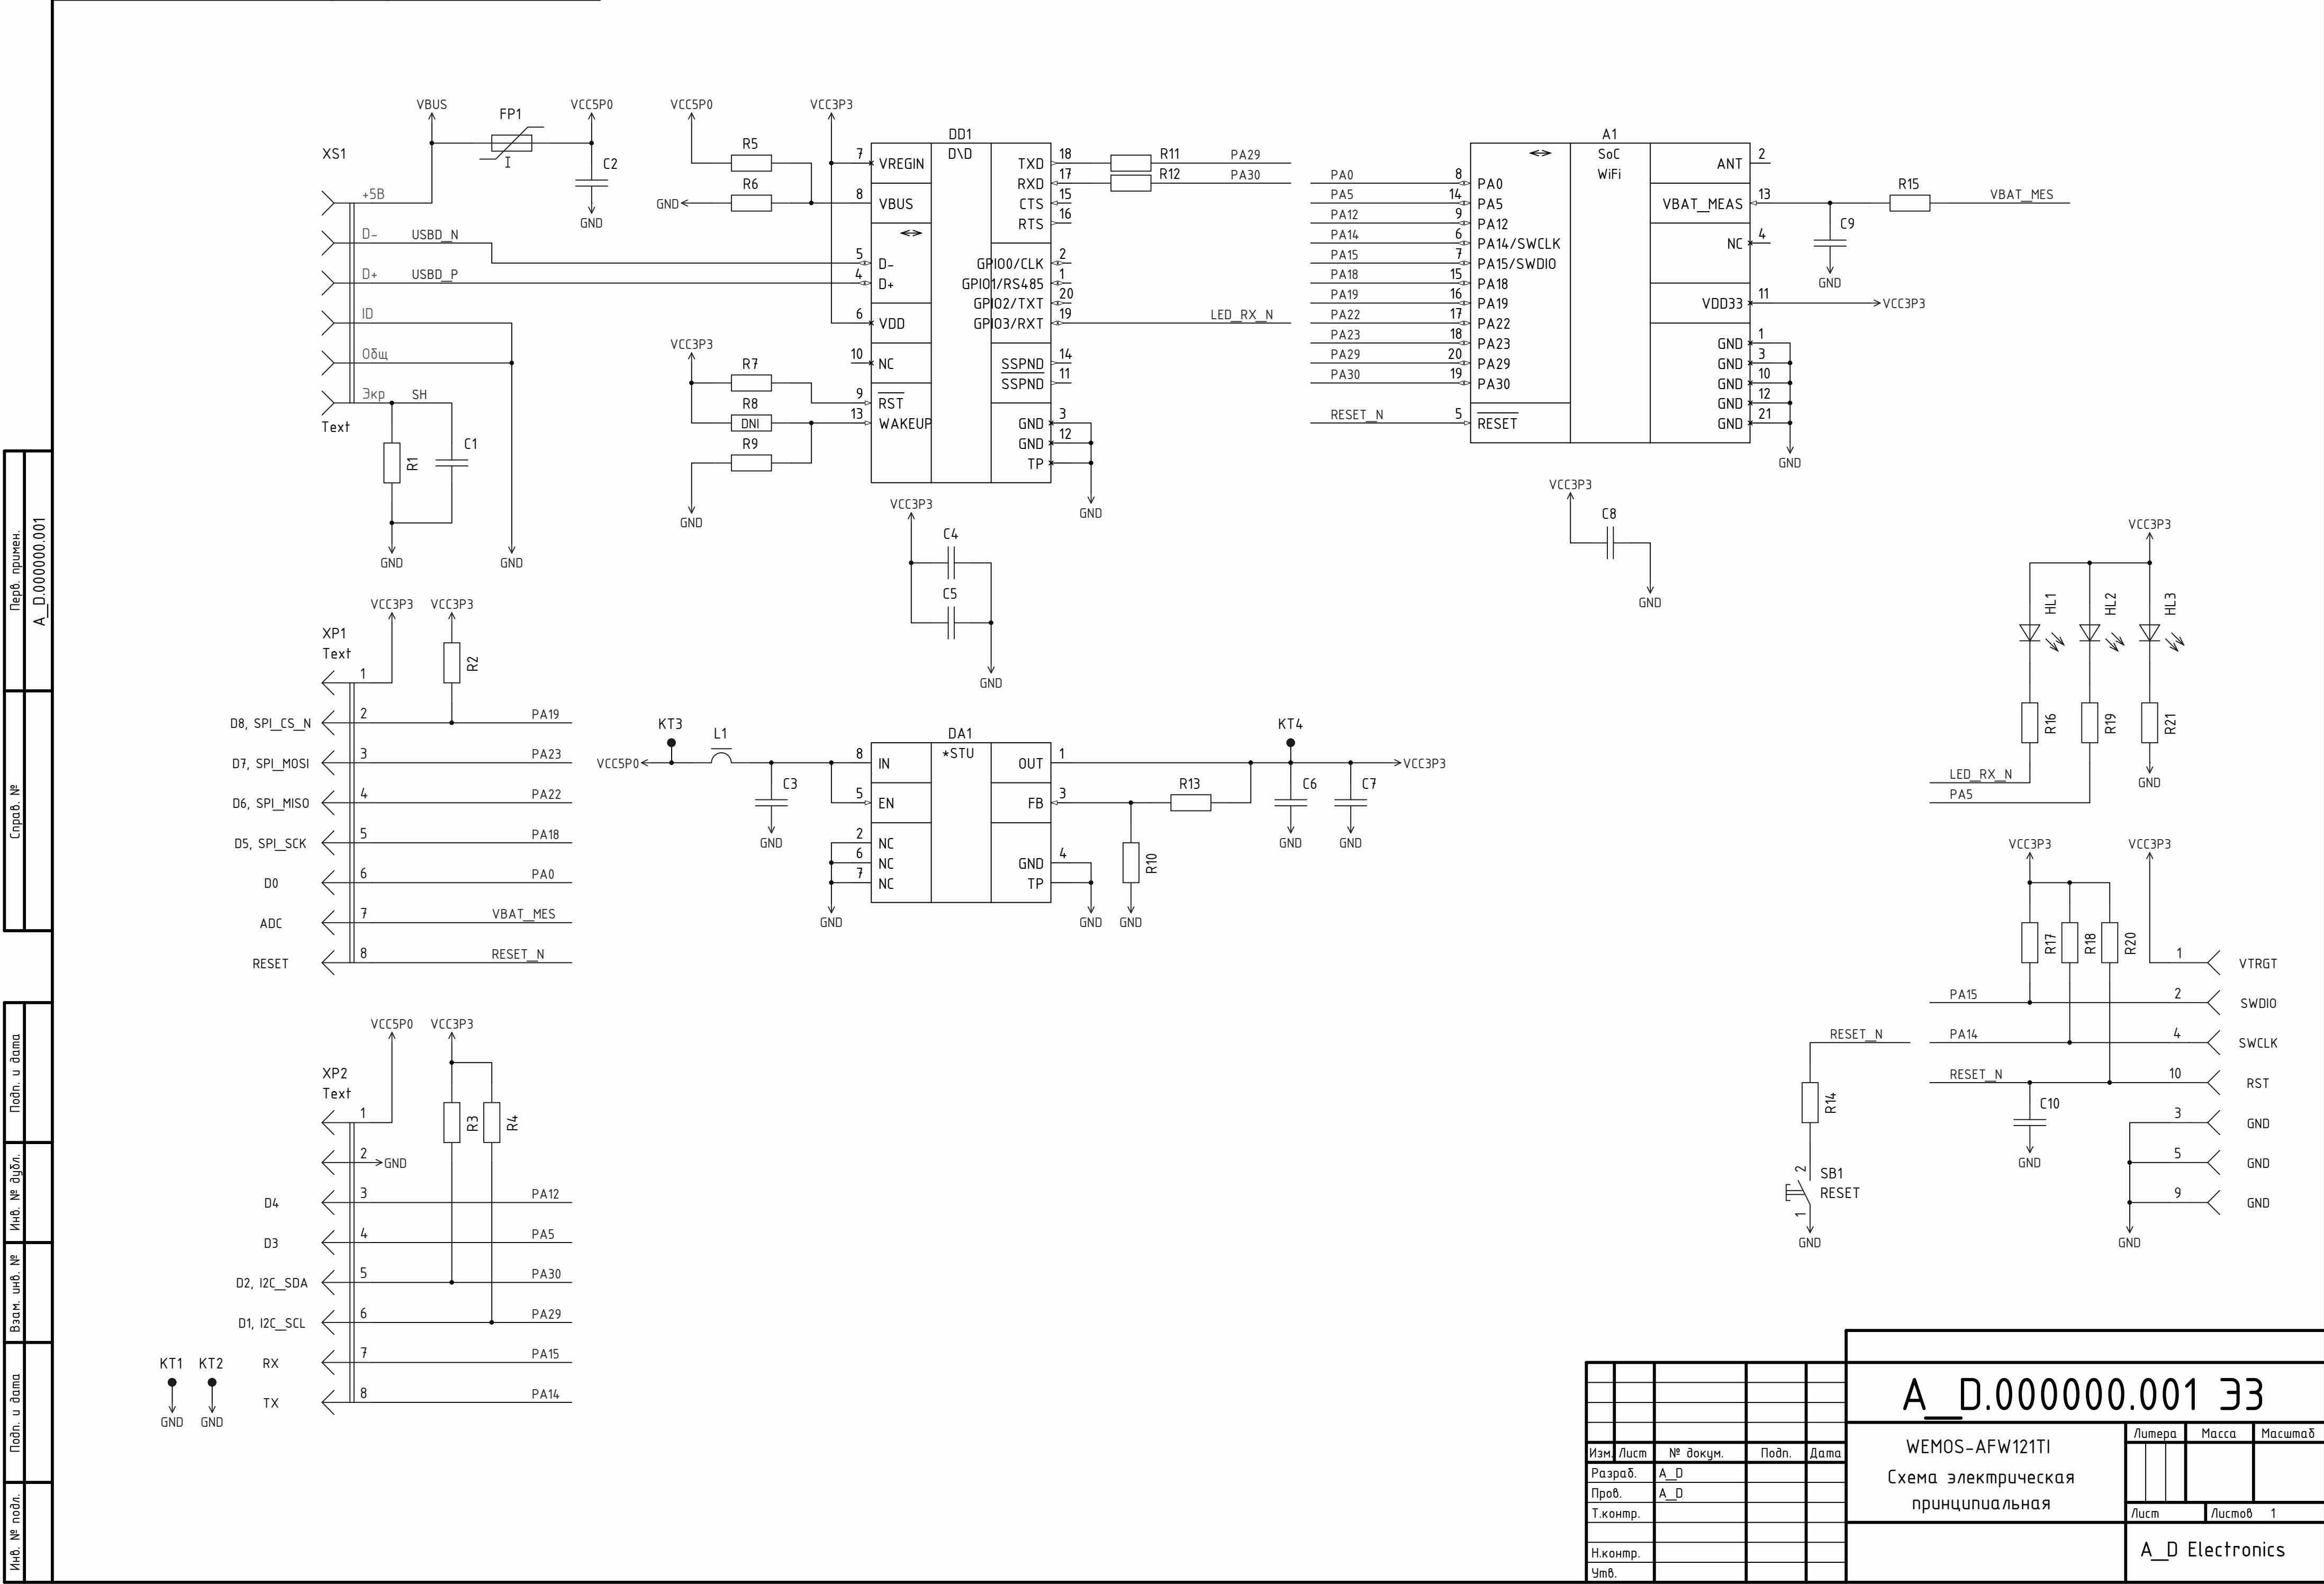 VBUS
FP1
I
VCC5P0
C2
GND
XS1
+5В
D-
USBD_N
D+
USBD_P
ID
Общ
Экр
SH
Text
R1
C1
GND
GND
VCC5P0
R5
R6
GND
VCC3P3
VCC3P3
R7
R8
DNI
R9
GND
DD1
D\D
7 VREGIN
8 VBUS
5 D-
4 D+
6 VDD
10 NC
9 RST
13 WAKEUP
TXD 18
RXD 17
CTS 15
RTS 16
GPIO0/CLK 2
GPIO1/RS485 1
GPIO2/TXT 20
GPIO3/RXT 19
SSPND 14
SSPND 11
GND 3
GND 12
TP
GND
R11 PA29
R12 PA30
LED_RX_N
VCC3P3
C4
C5
GND
A1
SoC
WiFi
PA0 8 PA0
PA5 14 PA5
PA12 9 PA12
PA14 6 PA14/SWCLK
PA15 7 PA15/SWDIO
PA18 15 PA18
PA19 16 PA19
PA22 17 PA22
PA23 18 PA23
PA29 20 PA29
PA30 19 PA30
RESET_N 5 RESET
ANT 2
VBAT_MEAS 13
NC 4
VDD33 11
VCC3P3
GND 1
GND 3
GND 10
GND 12
GND 21
GND
R15
VBAT_MES
C9
GND
VCC3P3
C8
GND
VCC3P3
HL1
HL2
HL3
R16
R19
R21
LED_RX_N
PA5
GND
VCC3P3
VCC3P3
XP1
Text
R2
1
D8, SPI_CS_N 2 PA19
D7, SPI_MOSI 3 PA23
D6, SPI_MISO 4 PA22
D5, SPI_SCK 5 PA18
D0 6 PA0
ADC 7 VBAT_MES
RESET 8 RESET_N
KT3
KT4
VCC5P0
L1
C3
GND
DA1
*STU
8 IN
5 EN
2 NC
6 NC
7 NC
GND
OUT 1
FB 3
GND 4
TP
GND
R13
R10
GND
C6
GND
C7
GND
VCC3P3
VCC5P0
VCC3P3
XP2
Text
R3
R4
1
2 GND
D4 3 PA12
D3 4 PA5
D2, I2C_SDA 5 PA30
D1, I2C_SCL 6 PA29
RX 7 PA15
TX 8 PA14
KT1 KT2
GND GND
VCC3P3
VCC3P3
R17
R18
R20
1 VTRGT
PA15 2 SWDIO
PA14 4 SWCLK
RESET_N 10 RST
3 GND
5 GND
9 GND
C10
GND
GND
RESET_N
R14
2
SB1
RESET
1
GND
Перв. примен.
A_D.000000.001
Справ. №
Подп. и дата
Инв. № дубл.
Взам. инв. №
Подп. и дата
Инв. № подл.
A_D.000000.001 Э3
Изм. Лист № докум. Подп. Дата
Разраб. A_D
Пров. A_D
Т.контр.
Н.контр.
Утв.
WEMOS-AFW121TI
Схема электрическая
принципиальная
Литера Масса Масштаб
Лист Листов 1
A_D Electronics